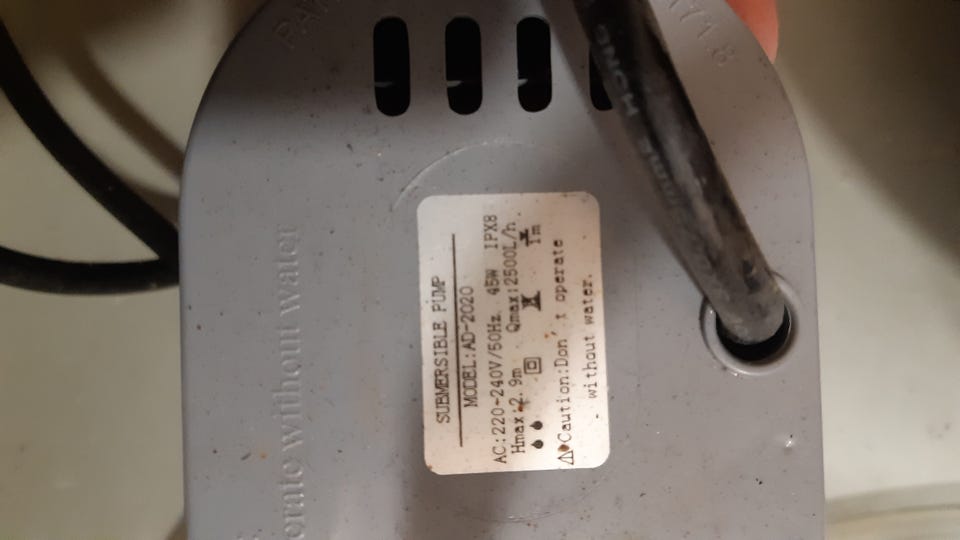 SUBMERSIBLE PUMP
MODEL:AD-2020
AC:220-240V/50Hz 45W IPX8
Hmax:2.9m Qmax:2500L/h
1m
⚠Caution:Don't operate
without water.
without water